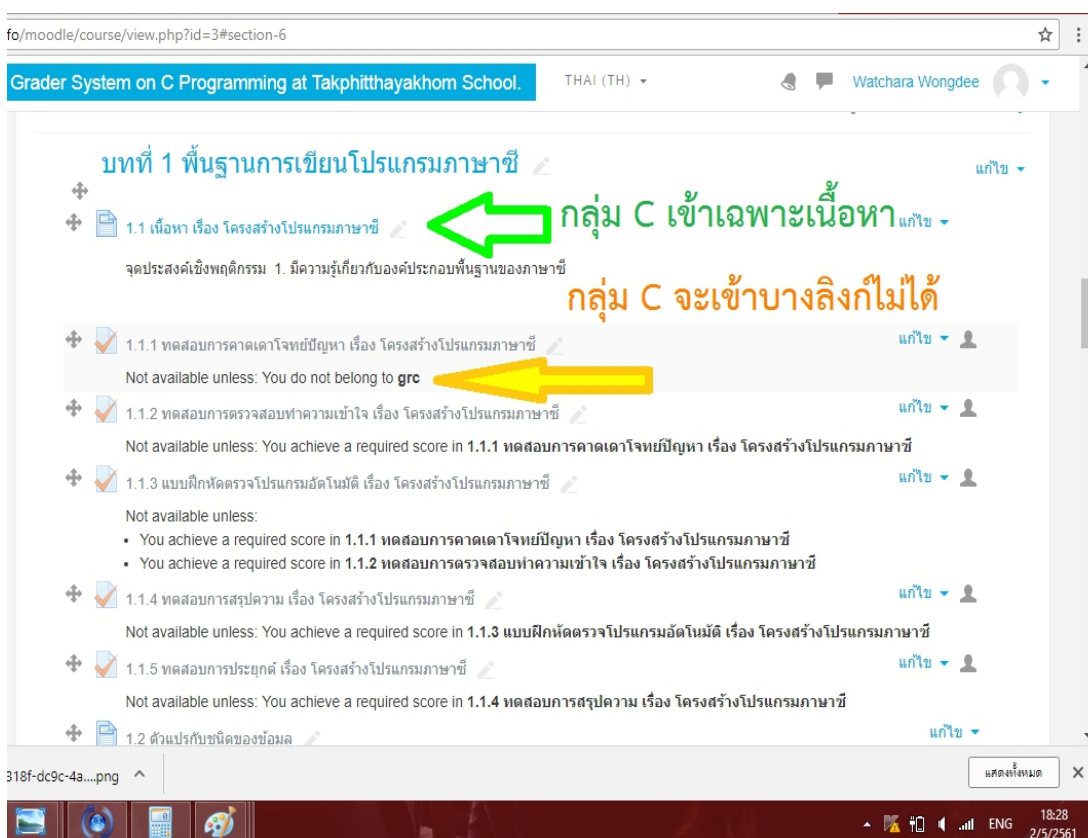 fo/moodle/course/view.php?id=3#section-6
Grader System on C Programming at Takphitthayakhom School.
THAI (TH)
Watchara Wongdee
บทที่ 1 พื้นฐานการเขียนโปรแกรมภาษาซี
แก้ไข
1.1 เนื้อหา เรื่อง โครงสร้างโปรแกรมภาษาซี
กลุ่ม C เข้าเฉพาะเนื้อหา
แก้ไข
จุดประสงค์เชิงพฤติกรรม 1. มีความรู้เกี่ยวกับองค์ประกอบพื้นฐานของภาษาซี
กลุ่ม C จะเข้าบางลิงก์ไม่ได้
1.1.1 ทดสอบการคาดเดาโจทย์ปัญหา เรื่อง โครงสร้างโปรแกรมภาษาซี
แก้ไข
Not available unless: You do not belong to grc
1.1.2 ทดสอบการตรวจสอบทำความเข้าใจ เรื่อง โครงสร้างโปรแกรมภาษาซี
แก้ไข
Not available unless: You achieve a required score in 1.1.1 ทดสอบการคาดเดาโจทย์ปัญหา เรื่อง โครงสร้างโปรแกรมภาษาซี
1.1.3 แบบฝึกหัดตรวจโปรแกรมอัตโนมัติ เรื่อง โครงสร้างโปรแกรมภาษาซี
แก้ไข
Not available unless:
• You achieve a required score in 1.1.1 ทดสอบการคาดเดาโจทย์ปัญหา เรื่อง โครงสร้างโปรแกรมภาษาซี
• You achieve a required score in 1.1.2 ทดสอบการตรวจสอบทำความเข้าใจ เรื่อง โครงสร้างโปรแกรมภาษาซี
1.1.4 ทดสอบการสรุปความ เรื่อง โครงสร้างโปรแกรมภาษาซี
แก้ไข
Not available unless: You achieve a required score in 1.1.3 แบบฝึกหัดตรวจโปรแกรมอัตโนมัติ เรื่อง โครงสร้างโปรแกรมภาษาซี
1.1.5 ทดสอบการประยุกต์ เรื่อง โครงสร้างโปรแกรมภาษาซี
แก้ไข
Not available unless: You achieve a required score in 1.1.4 ทดสอบการสรุปความ เรื่อง โครงสร้างโปรแกรมภาษาซี
1.2 ตัวแปรกับชนิดของข้อมูล
แก้ไข
318f-dc9c-4a....png
แสดงทั้งหมด
ENG
18:28
2/5/2561